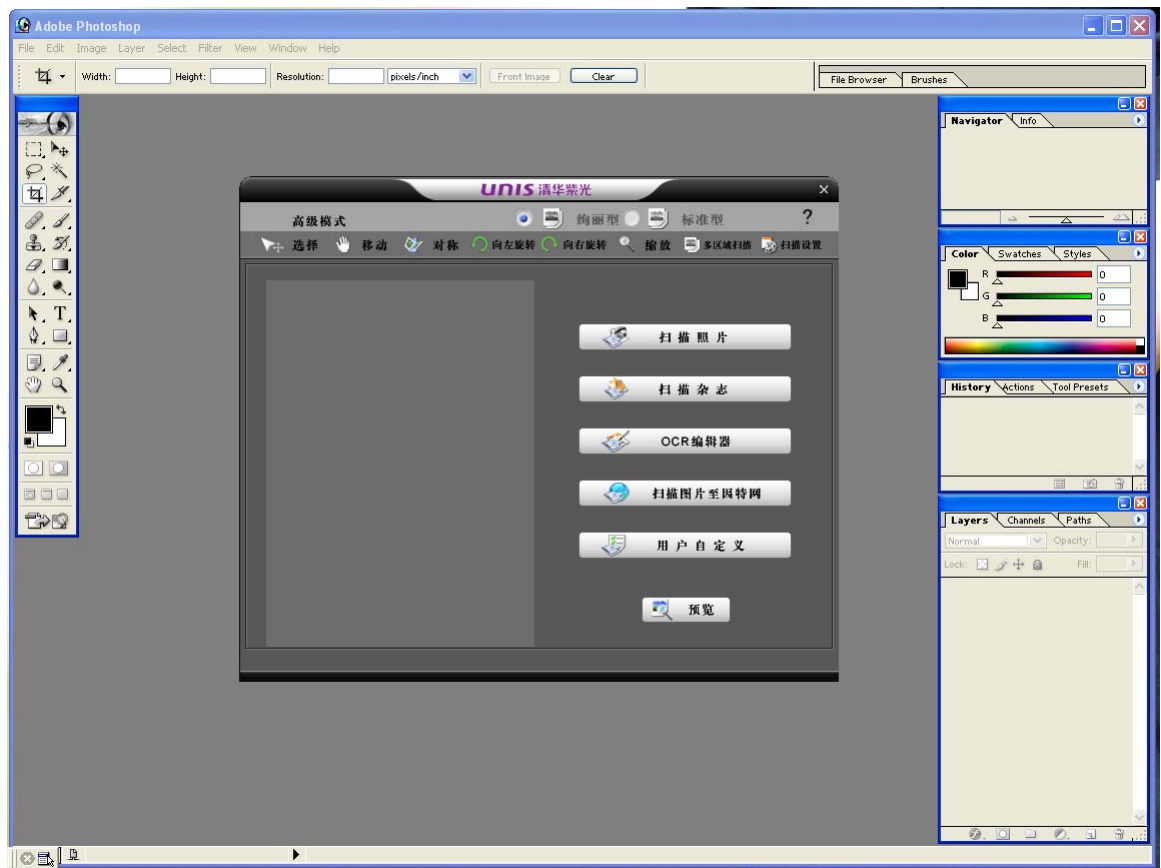 Adobe Photoshop
File Edit Image Layer Select Filter View Window Help
Width: Height: Resolution: pixels/inch Front Image Clear File Browser Brushes
Navigator Info
UNIS 清华紫光
高级模式 绚丽型 标准型 ?
选择 移动 对称 向左旋转 向右旋转 缩放 多区域扫描 扫描设置
Color Swatches Styles
R 0
G 0
B 0
扫描照片
扫描杂志
OCR编辑器
扫描图片至因特网
用户自定义
预览
History Actions Tool Presets
Layers Channels Paths
Normal Opacity:
Lock: Fill: